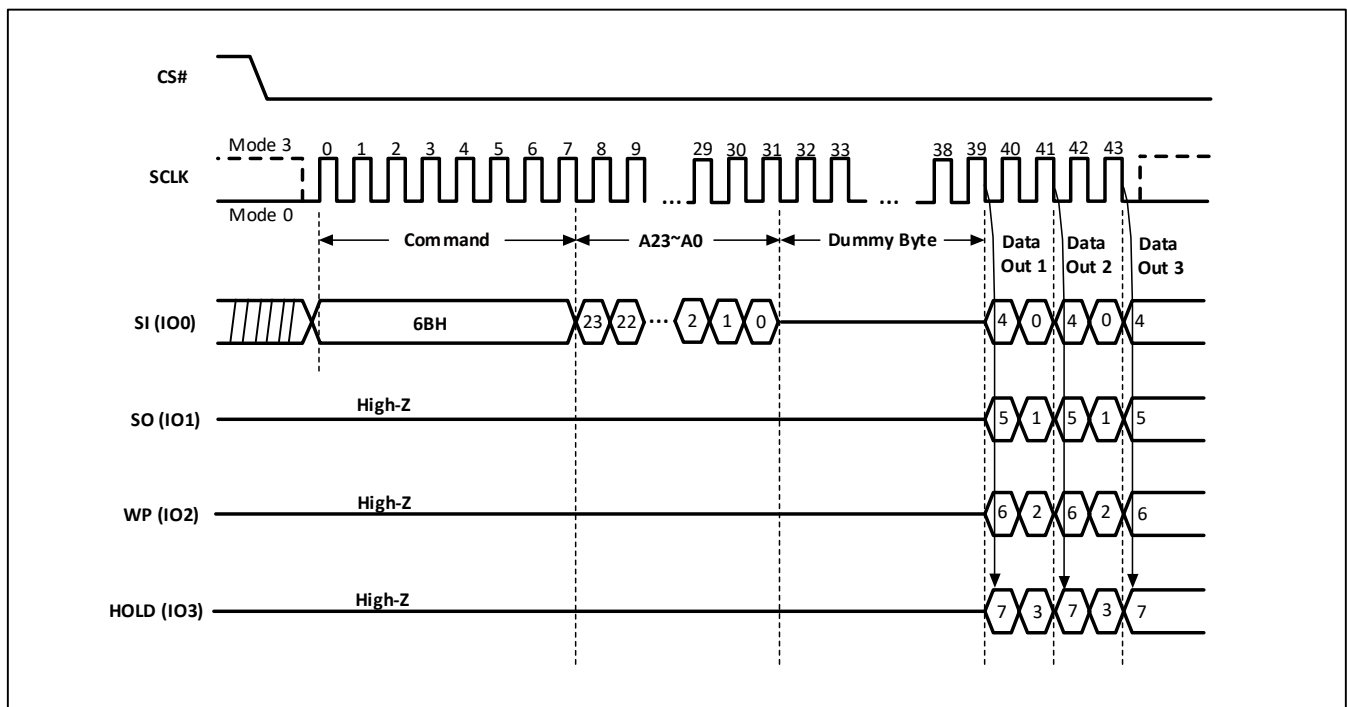 CS#
Mode 3
0 1 2 3 4 5 6 7 8 9 29 30 31 32 33 38 39 40 41 42 43
SCLK
... ...
Mode 0
Command A23~A0 Dummy Byte Data Out 1 Data Out 2 Data Out 3
SI (IO0) 6BH 23 22 ... 2 1 0 4 0 4 0 4
High-Z
SO (IO1) 5 1 5 1 5
High-Z
WP (IO2) 6 2 6 2 6
High-Z
HOLD (IO3) 7 3 7 3 7